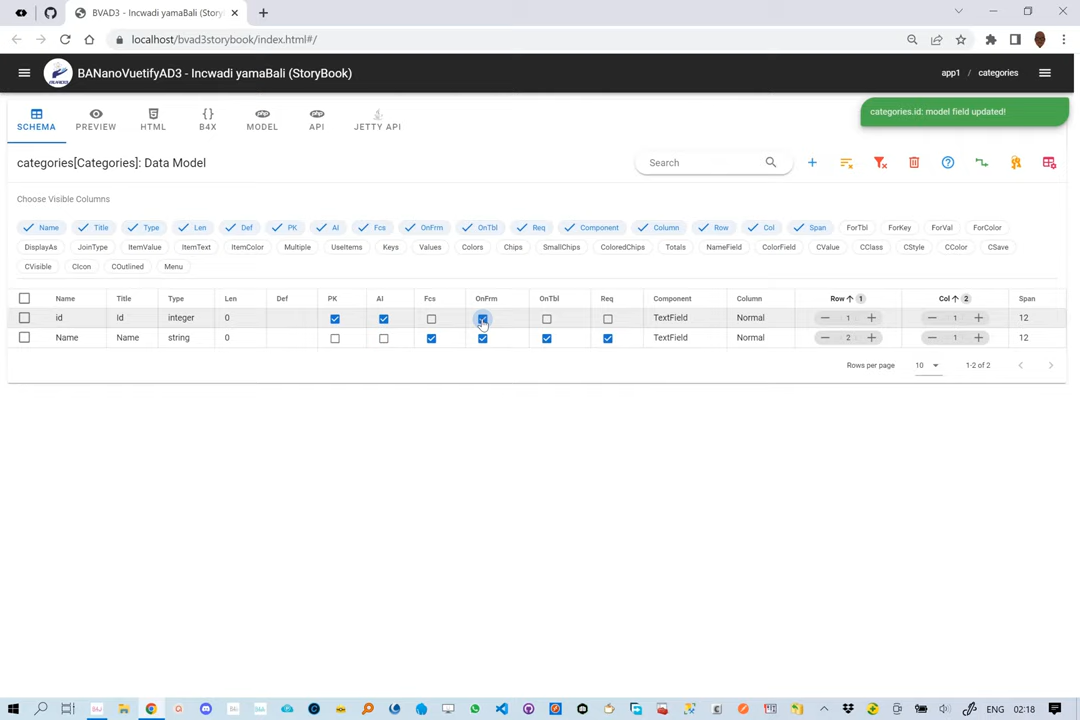 BVAD3 - Incwadi yamaBali (Story
localhost/bvad3storybook/index.html#/
BANanoVuetifyAD3 - Incwadi yamaBali (StoryBook)
app1 / categories
SCHEMA PREVIEW HTML B4X MODEL API JETTY API
categories.id: model field updated!
categories[Categories]: Data Model
Search
Choose Visible Columns
Name Title Type Len Def PK AI Fcs OnFrm OnTbl Req Component Column Row Col Span ForTbl ForKey ForVal ForColor
DisplayAs JoinType ItemValue ItemText ItemColor Multiple UseItems Keys Values Colors Chips SmallChips ColoredChips Totals NameField ColorField CValue CClass CStyle CColor CSave
CVisible CIcon COutlined Menu
Name Title Type Len Def PK AI Fcs OnFrm OnTbl Req Component Column Row 1 Col 2 Span
id Id integer 0 TextField Normal 1 1 12
Name Name string 0 TextField Normal 2 1 12
Rows per page 10 1-2 of 2
ENG 02:18